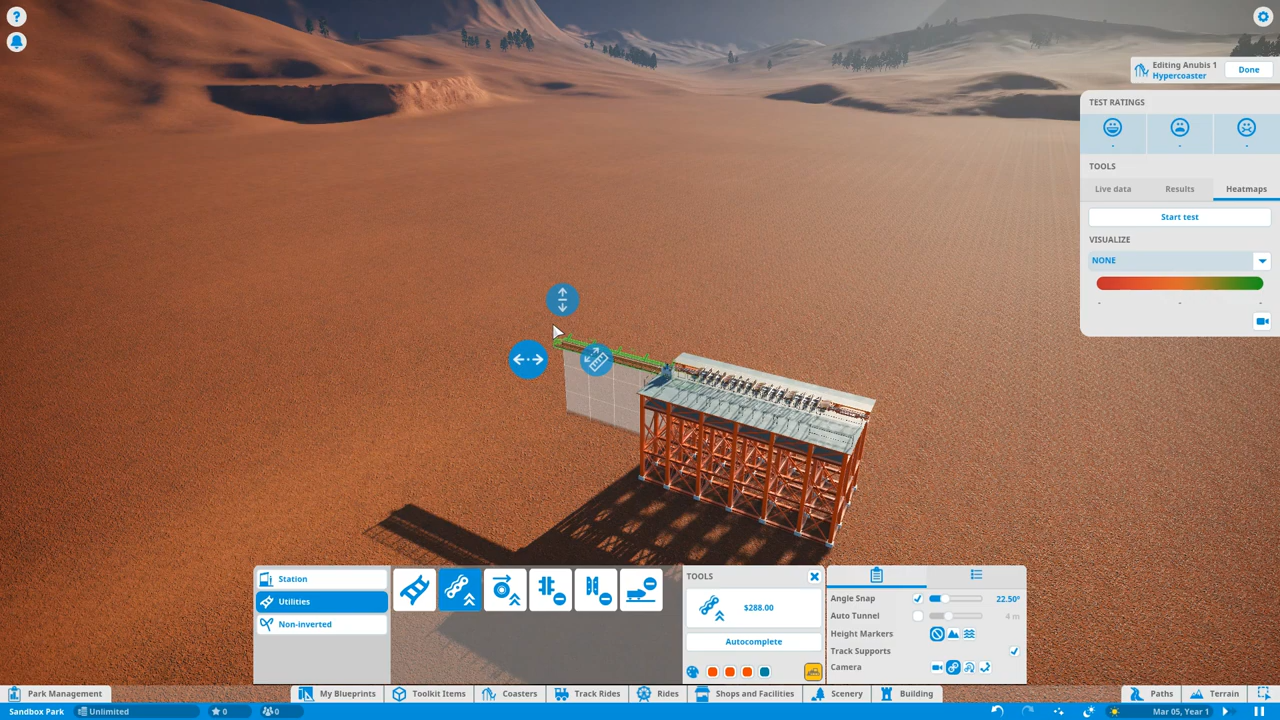 ?
Editing Anubis 1
Hypercoaster
Done
TEST RATINGS
- - -
TOOLS
Live data Results Heatmaps
Start test
VISUALIZE
NONE
- - -
Station
Utilities
Non-inverted
TOOLS
$288.00
Autocomplete
Angle Snap 22.50°
Auto Tunnel 4 m
Height Markers
Track Supports
Camera
Park Management My Blueprints Toolkit Items Coasters Track Rides Rides Shops and Facilities Scenery Building Paths Terrain
Sandbox Park Unlimited 0 0 Mar 05, Year 1